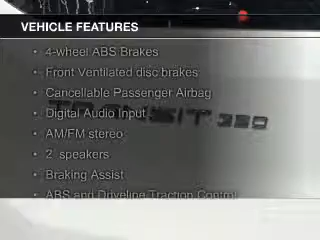 VEHICLE FEATURES
• 4-wheel ABS Brakes
• Front Ventilated disc brakes
• Cancellable Passenger Airbag
• Digital Audio Input
TRANSIT 350
• AM/FM stereo
• 2 speakers
• Braking Assist
• ABS and Driveline Traction Control